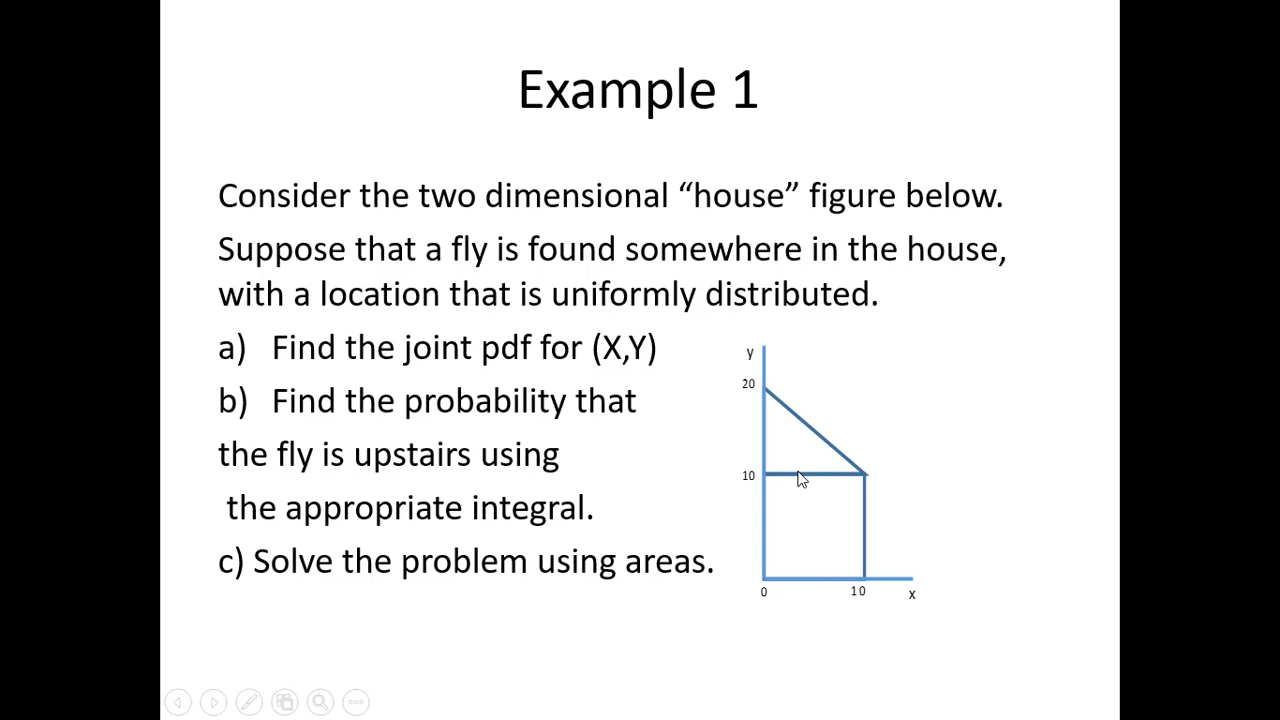 Example 1
Consider the two dimensional “house” figure below.
Suppose that a fly is found somewhere in the house,
with a location that is uniformly distributed.
a) Find the joint pdf for (X,Y)
b) Find the probability that
the fly is upstairs using
the appropriate integral.
c) Solve the problem using areas.
y
20
10
0
10
x